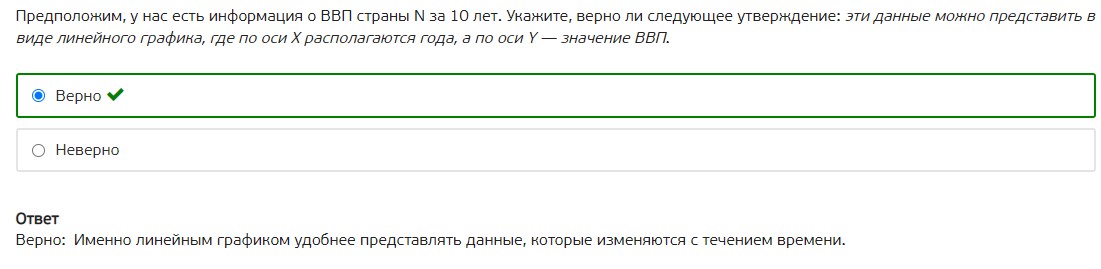 Предположим, у нас есть информация о ВВП страны N за 10 лет. Укажите, верно ли следующее утверждение: эти данные можно представить в
виде линейного графика, где по оси X располагаются года, а по оси Y — значение ВВП.
Верно
Неверно
Ответ
Верно: Именно линейным графиком удобнее представлять данные, которые изменяются с течением времени.